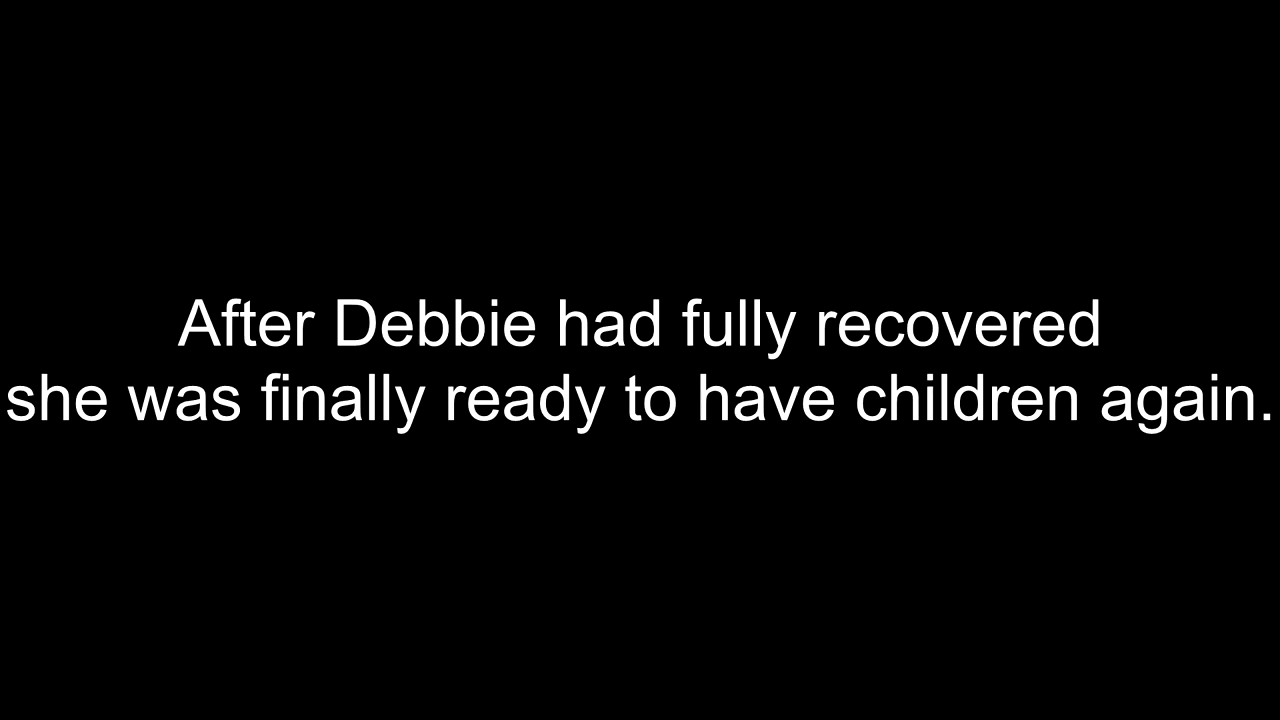 After Debbie had fully recovered
she was finally ready to have children again.